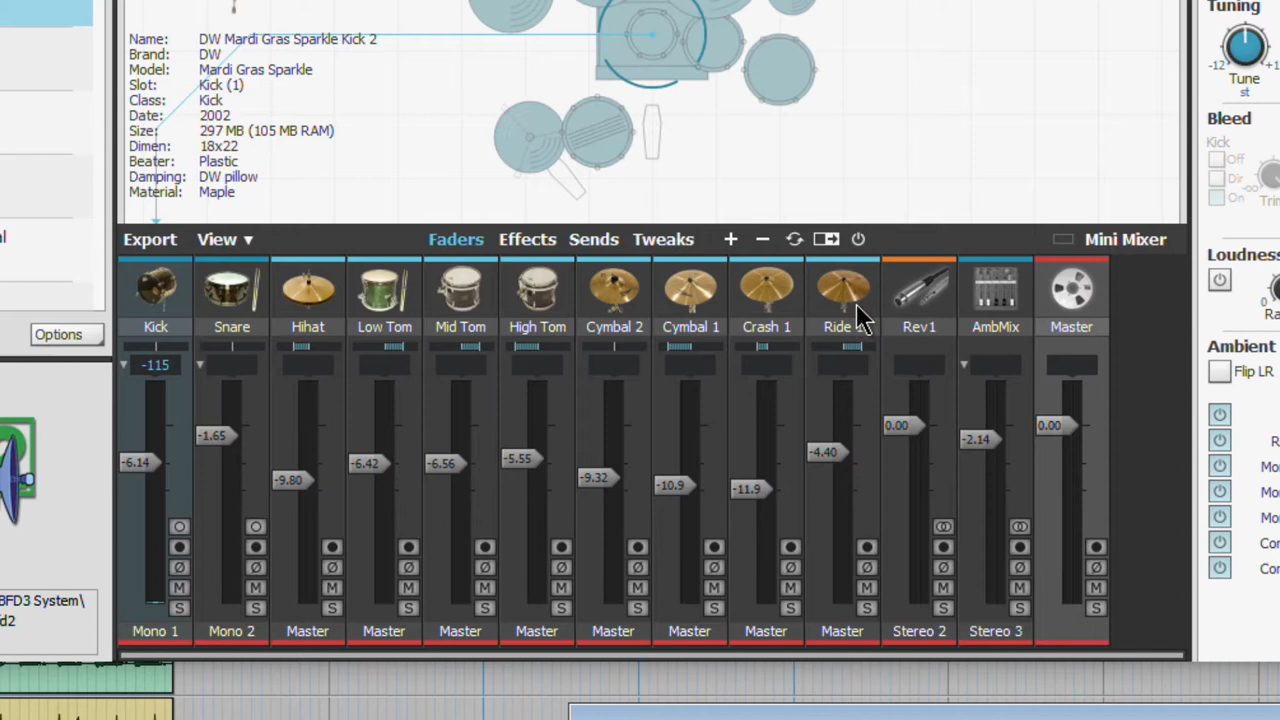 Name: DW Mardi Gras Sparkle Kick 2
Brand: DW
Model: Mardi Gras Sparkle
Slot: Kick (1)
Class: Kick
Date: 2002
Size: 297 MB (105 MB RAM)
Dimen: 18x22
Beater: Plastic
Damping: DW pillow
Material: Maple
Tuning
-12
Tune
st
Bleed
Kick
Off
Dir
On
-∞
Loudness
0
Ambient
Flip LR
Options
BFD3 System\
Export View ▾ Faders Effects Sends Tweaks + − Mini Mixer
Kick Snare Hihat Low Tom Mid Tom High Tom Cymbal 2 Cymbal 1 Crash 1 Ride Rev1 AmbMix Master
-115
-6.14 -1.65 -9.80 -6.42 -6.56 -5.55 -9.32 -10.9 -11.9 -4.40 0.00 -2.14 0.00
Ø Ø Ø Ø Ø Ø Ø Ø Ø Ø Ø Ø Ø
M M M M M M M M M M M M M
S S S S S S S S S S S S S
Mono 1 Mono 2 Master Master Master Master Master Master Master Master Stereo 2 Stereo 3